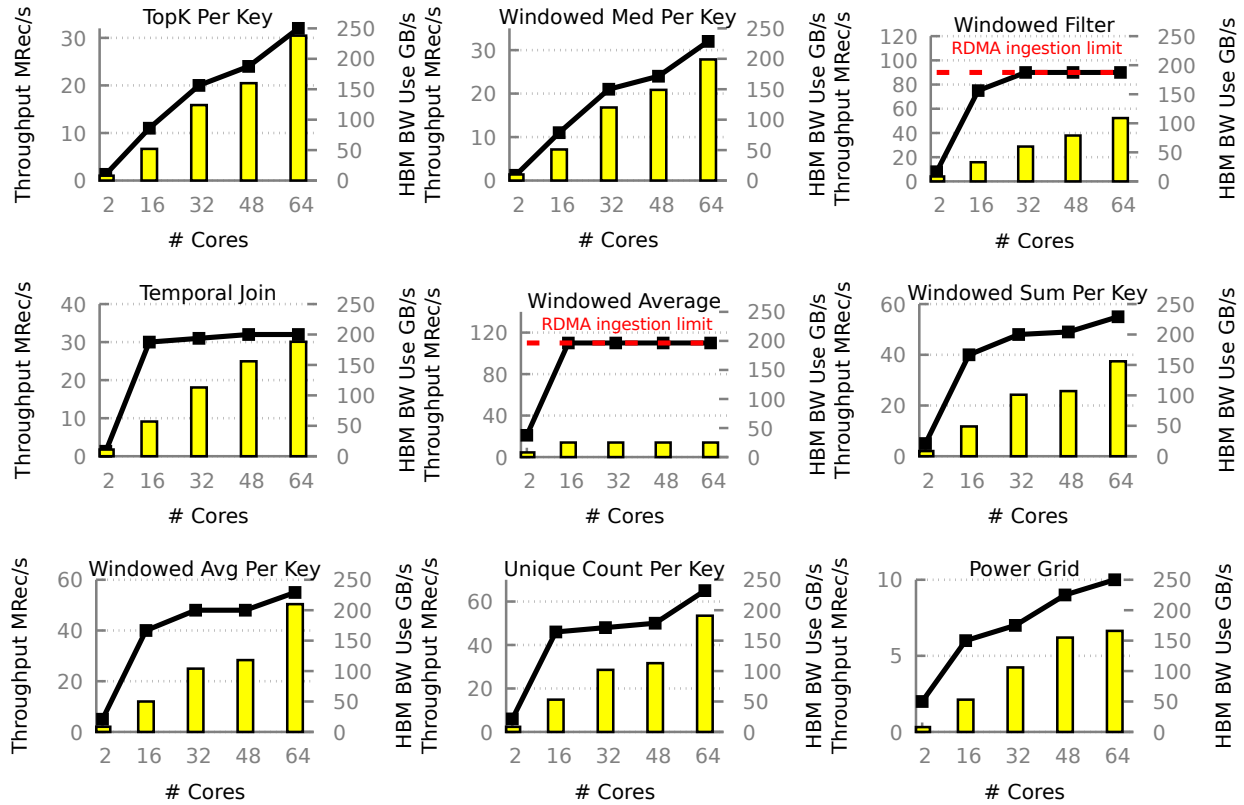 TopK Per Key
Throughput MRec/s
30
20
10
0
250
200
150
100
50
0
HBM BW Use GB/s
2 16 32 48 64
# Cores
Windowed Med Per Key
Throughput MRec/s
30
20
10
0
250
200
150
100
50
0
HBM BW Use GB/s
2 16 32 48 64
# Cores
Windowed Filter
RDMA ingestion limit
Throughput MRec/s
120
100
80
60
40
20
0
250
200
150
100
50
0
HBM BW Use GB/s
2 16 32 48 64
# Cores
Temporal Join
Throughput MRec/s
40
30
20
10
0
250
200
150
100
50
0
HBM BW Use GB/s
2 16 32 48 64
# Cores
Windowed Average
RDMA ingestion limit
Throughput MRec/s
120
80
40
0
250
200
150
100
50
0
HBM BW Use GB/s
2 16 32 48 64
# Cores
Windowed Sum Per Key
Throughput MRec/s
60
40
20
0
250
200
150
100
50
0
HBM BW Use GB/s
2 16 32 48 64
# Cores
Windowed Avg Per Key
Throughput MRec/s
60
40
20
0
250
200
150
100
50
0
HBM BW Use GB/s
2 16 32 48 64
# Cores
Unique Count Per Key
Throughput MRec/s
60
40
20
0
250
200
150
100
50
0
HBM BW Use GB/s
2 16 32 48 64
# Cores
Power Grid
Throughput MRec/s
10
5
0
250
200
150
100
50
0
HBM BW Use GB/s
2 16 32 48 64
# Cores